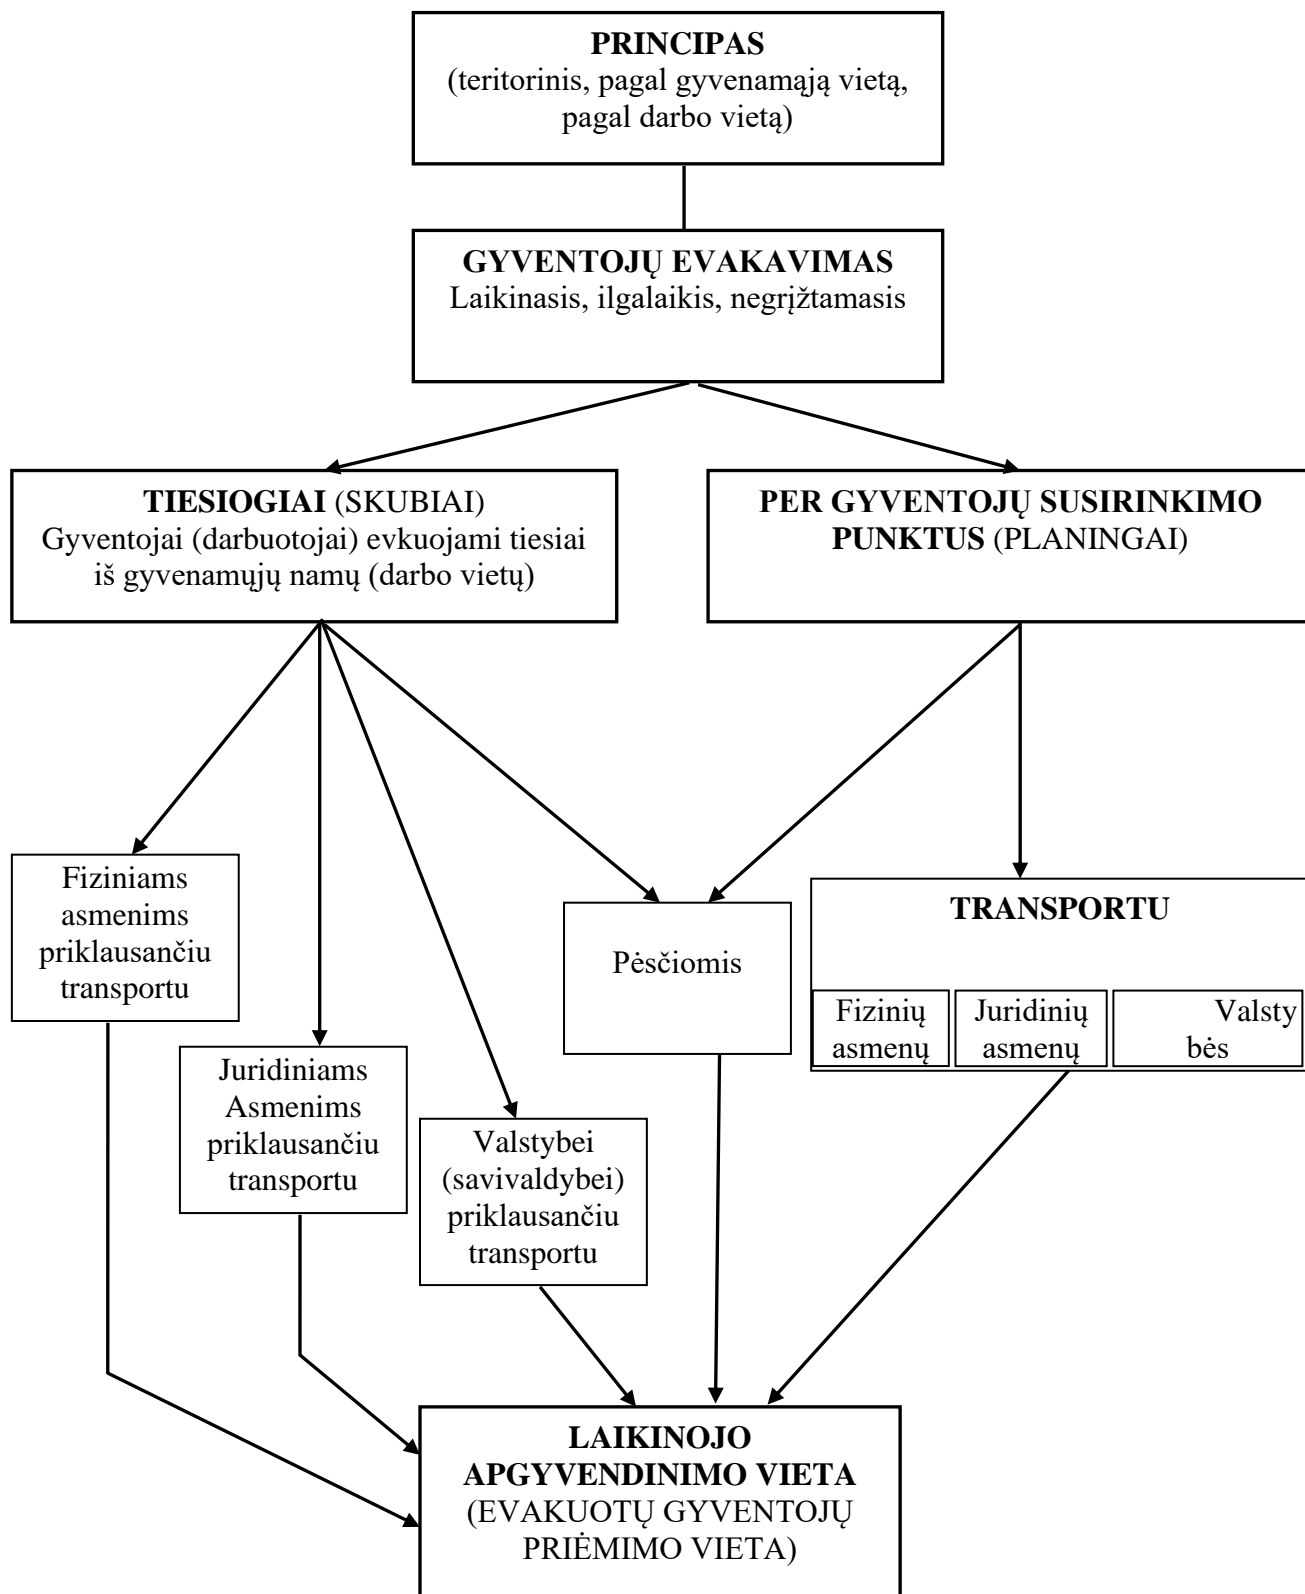 PRINCIPAS
(teritorinis, pagal gyvenamąją vietą,
pagal darbo vietą)
GYVENTOJŲ EVAKAVIMAS
Laikinasis, ilgalaikis, negrįžtamasis
TIESIOGIAI (SKUBIAI)
Gyventojai (darbuotojai) evkuojami tiesiai
iš gyvenamųjų namų (darbo vietų)
PER GYVENTOJŲ SUSIRINKIMO
PUNKTUS (PLANINGAI)
Fiziniams
asmenims
priklausančiu
transportu
Juridiniams
Asmenims
priklausančiu
transportu
Valstybei
(savivaldybei)
priklausančiu
transportu
Pėsčiomis
TRANSPORTU
Fizinių
asmenų
Juridinių
asmenų
Valsty
bės
LAIKINOJO
APGYVENDINIMO VIETA
(EVAKUOTŲ GYVENTOJŲ
PRIĖMIMO VIETA)